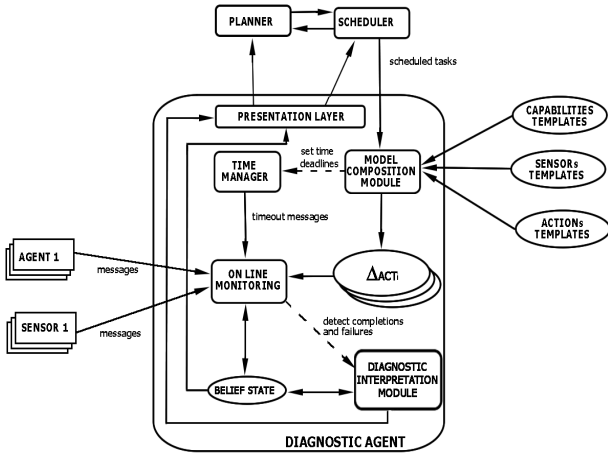 PLANNER
SCHEDULER
scheduled tasks
PRESENTATION LAYER
CAPABILITIES
TEMPLATES
set time
deadlines
TIME
MANAGER
MODEL
COMPOSITION
MODULE
SENSORs
TEMPLATES
ACTIONs
TEMPLATES
timeout messages
AGENT 1
messages
ON LINE
MONITORING
ΔACTi
SENSOR 1
messages
detect completions
and failures
DIAGNOSTIC
INTERPRETATION
MODULE
BELIEF STATE
DIAGNOSTIC AGENT